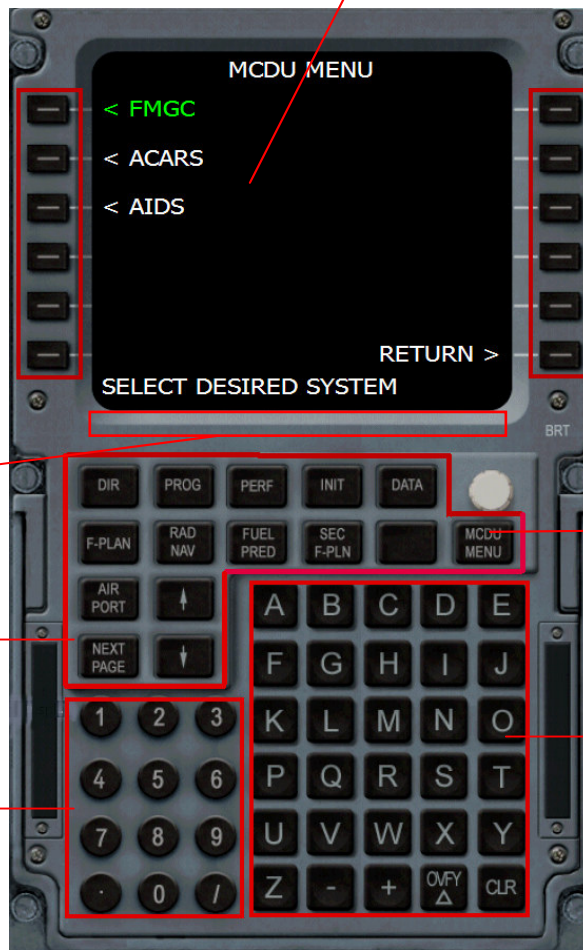 MCDU MENU
< FMGC
< ACARS
< AIDS
RETURN >
SELECT DESIRED SYSTEM
BRT
DIR PROG PERF INIT DATA
F-PLAN RAD NAV FUEL PRED SEC F-PLN MCDU MENU
AIR PORT
NEXT PAGE
A B C D E
F G H I J
K L M N O
P Q R S T
U V W X Y
Z - + OVFY Δ CLR
1 2 3
4 5 6
7 8 9
. 0 /